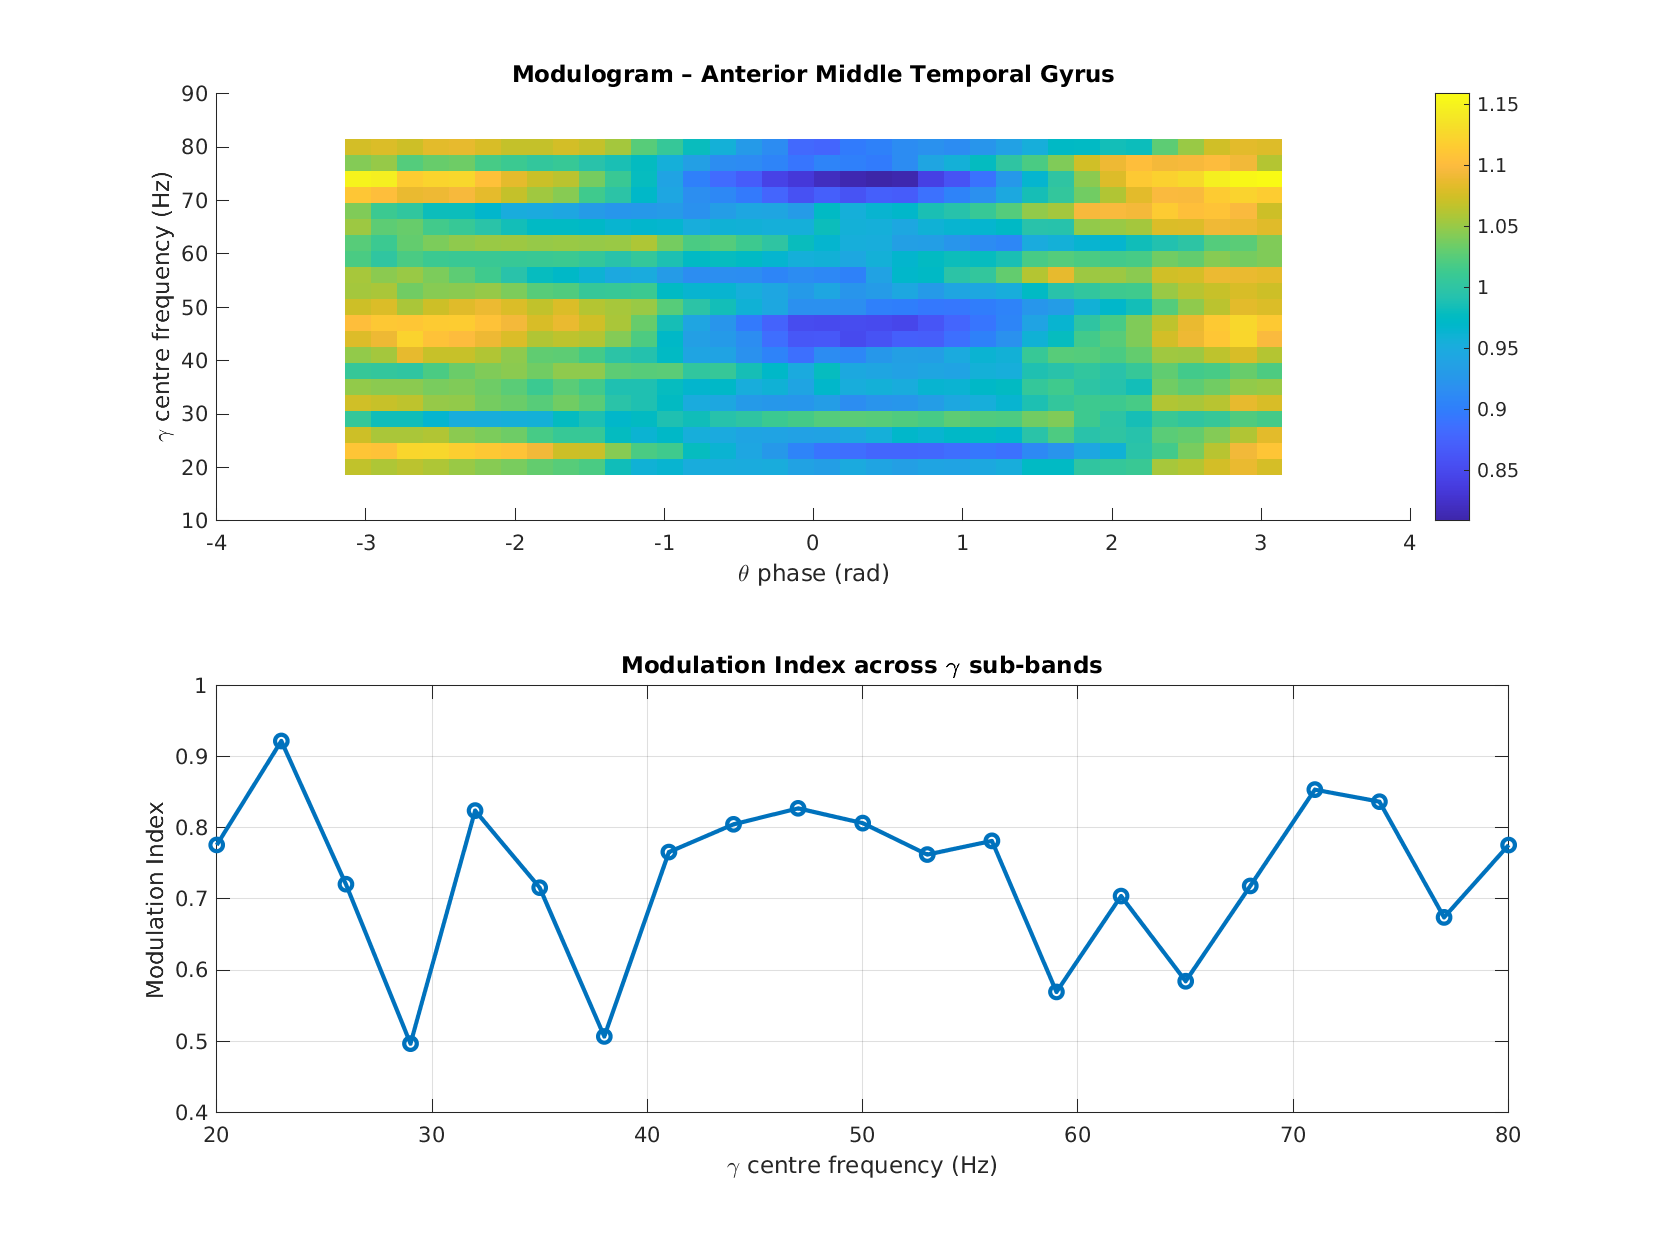 Modulogram – Anterior Middle Temporal Gyrus
90
80
70
60
50
40
30
20
10
γ centre frequency (Hz)
-4 -3 -2 -1 0 1 2 3 4
θ phase (rad)
1.15
1.1
1.05
1
0.95
0.9
0.85
Modulation Index across γ sub-bands
1
0.9
0.8
0.7
0.6
0.5
0.4
Modulation Index
20 30 40 50 60 70 80
γ centre frequency (Hz)